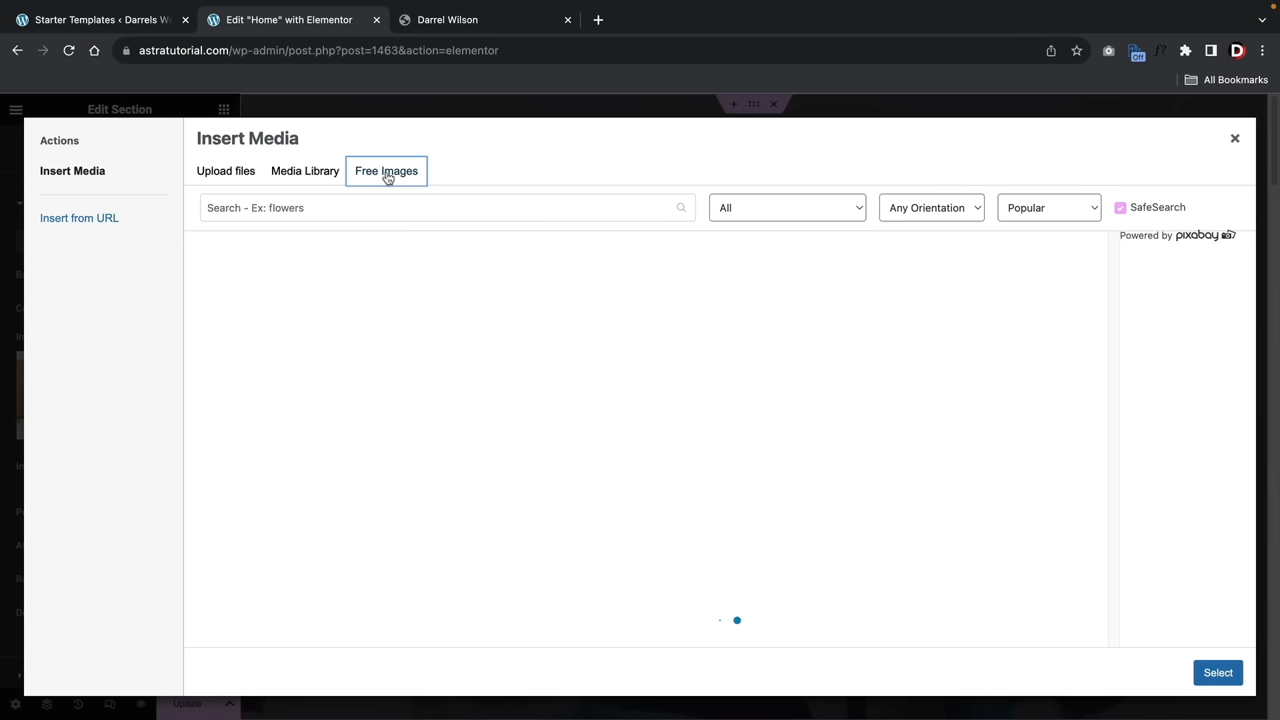 Starter Templates ‹ Darrels W
Edit "Home" with Elementor
Darrel Wilson
astratutorial.com/wp-admin/post.php?post=1463&action=elementor
Off
f?
D
All Bookmarks
Edit Section
Actions
Insert Media
Insert from URL
Insert Media
Upload files
Media Library
Free Images
Search - Ex: flowers
All
Any Orientation
Popular
SafeSearch
Powered by pixabay
Select
Update